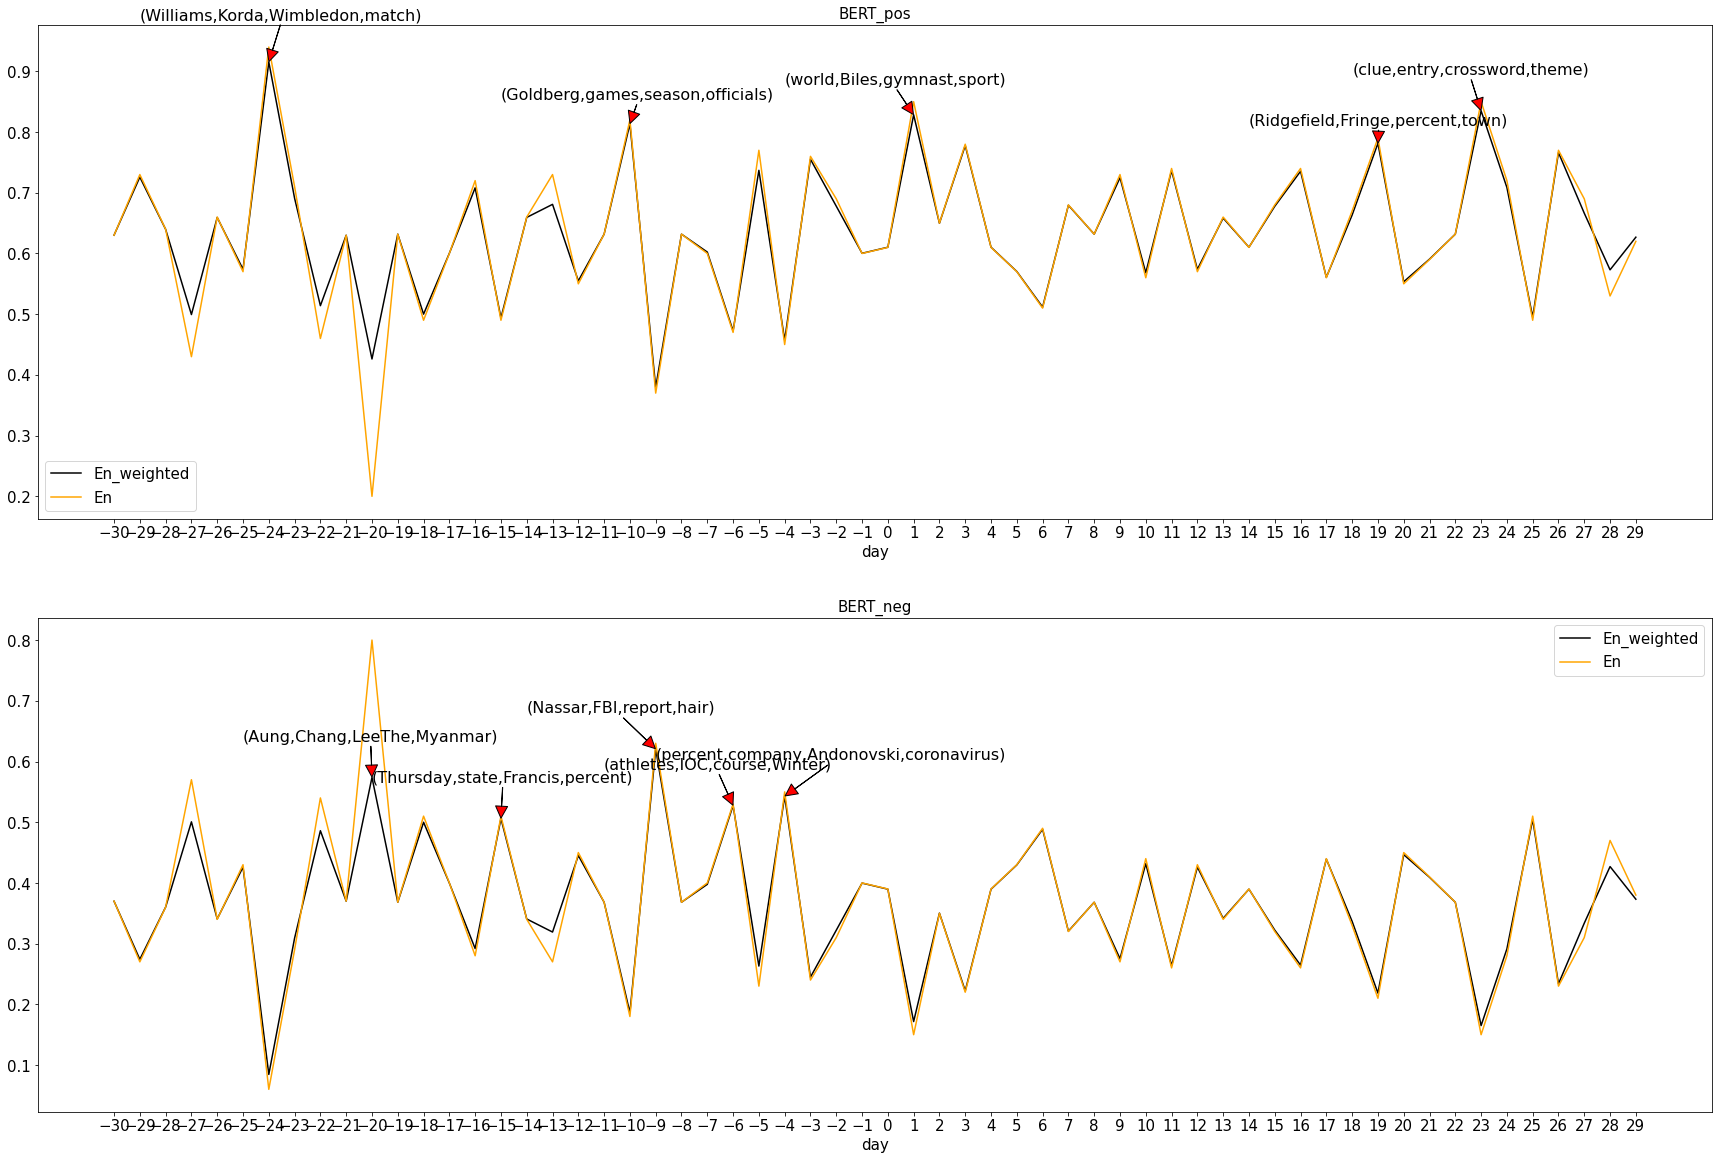 (Williams,Korda,Wimbledon,match)
BERT_pos
(clue,entry,crossword,theme)
(world,Biles,gymnast,sport)
(Goldberg,games,season,officials)
(Ridgefield,Fringe,percent,town)
0.9
0.8
0.7
0.6
0.5
0.4
0.3
0.2
En_weighted
En
−30 −29 −28 −27 −26 −25 −24 −23 −22 −21 −20 −19 −18 −17 −16 −15 −14 −13 −12 −11 −10 −9 −8 −7 −6 −5 −4 −3 −2 −1 0 1 2 3 4 5 6 7 8 9 10 11 12 13 14 15 16 17 18 19 20 21 22 23 24 25 26 27 28 29
day
BERT_neg
En_weighted
En
(Nassar,FBI,report,hair)
(Aung,Chang,LeeThe,Myanmar)
(percent,company,Andonovski,coronavirus)
(athletes,IOC,course,Winter)
(Thursday,state,Francis,percent)
0.8
0.7
0.6
0.5
0.4
0.3
0.2
0.1
−30 −29 −28 −27 −26 −25 −24 −23 −22 −21 −20 −19 −18 −17 −16 −15 −14 −13 −12 −11 −10 −9 −8 −7 −6 −5 −4 −3 −2 −1 0 1 2 3 4 5 6 7 8 9 10 11 12 13 14 15 16 17 18 19 20 21 22 23 24 25 26 27 28 29
day